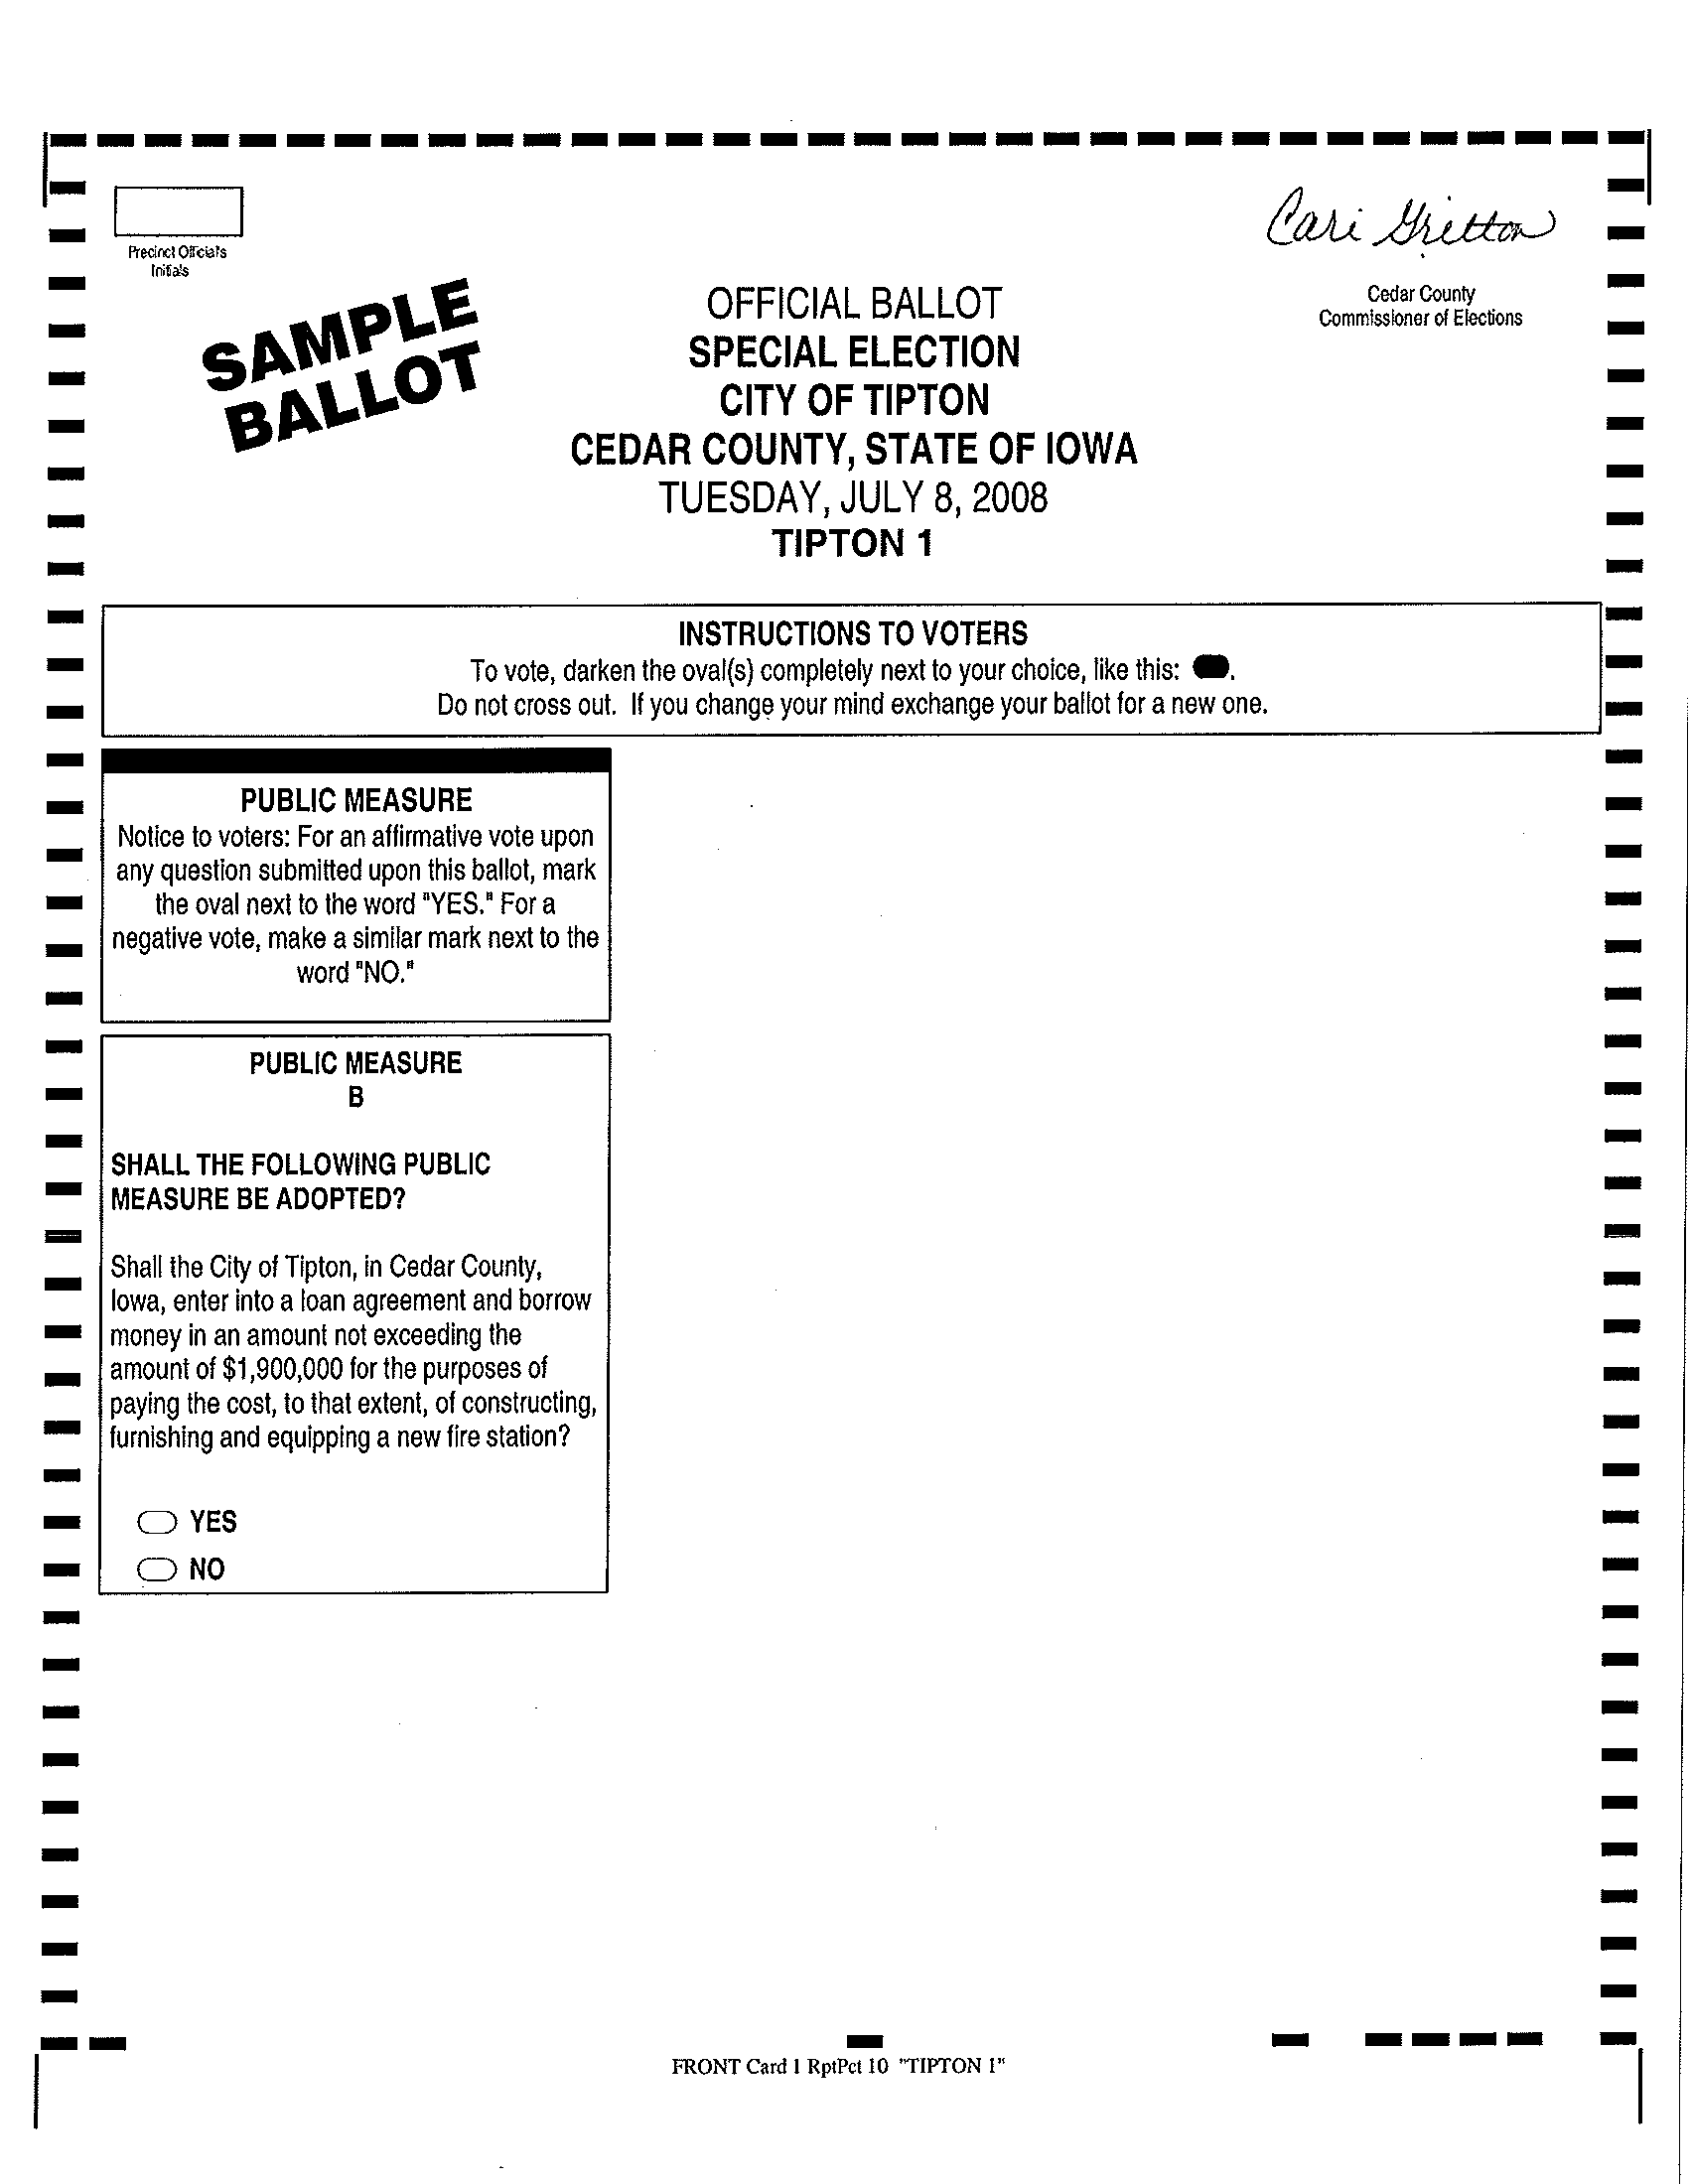 Cari Gritton
Precinct Official's
Initials
Cedar County
Commissioner of Elections
SAMPLE
BALLOT
OFFICIAL BALLOT
SPECIAL ELECTION
CITY OF TIPTON
CEDAR COUNTY, STATE OF IOWA
TUESDAY, JULY 8, 2008
TIPTON 1
INSTRUCTIONS TO VOTERS
To vote, darken the oval(s) completely next to your choice, like this: .
Do not cross out. If you change your mind exchange your ballot for a new one.
PUBLIC MEASURE
Notice to voters: For an affirmative vote upon
any question submitted upon this ballot, mark
the oval next to the word "YES." For a
negative vote, make a similar mark next to the
word "NO."
PUBLIC MEASURE
B
SHALL THE FOLLOWING PUBLIC
MEASURE BE ADOPTED?
Shall the City of Tipton, in Cedar County,
Iowa, enter into a loan agreement and borrow
money in an amount not exceeding the
amount of $1,900,000 for the purposes of
paying the cost, to that extent, of constructing,
furnishing and equipping a new fire station?
YES
NO
FRONT Card 1 RptPct 10 "TIPTON 1"